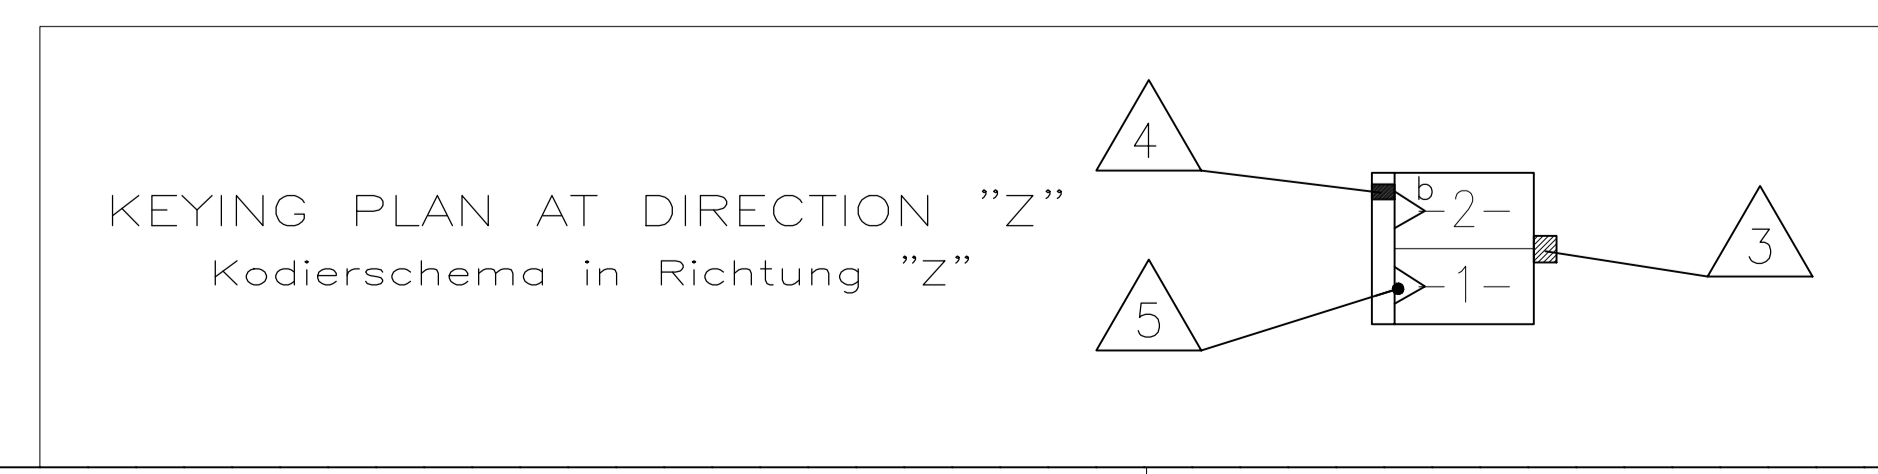 KEYING PLAN AT DIRECTION ”Z”
Kodierschema in Richtung ”Z”
4
b
-2-
3
-1-
5